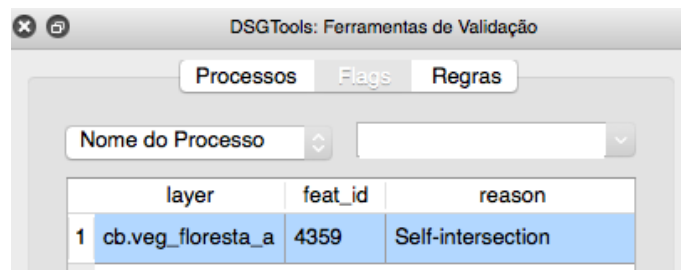 DSGTools: Ferramentas de Validação
Processos Flags Regras
Nome do Processo
layer feat_id reason
1 cb.veg_floresta_a 4359 Self-intersection